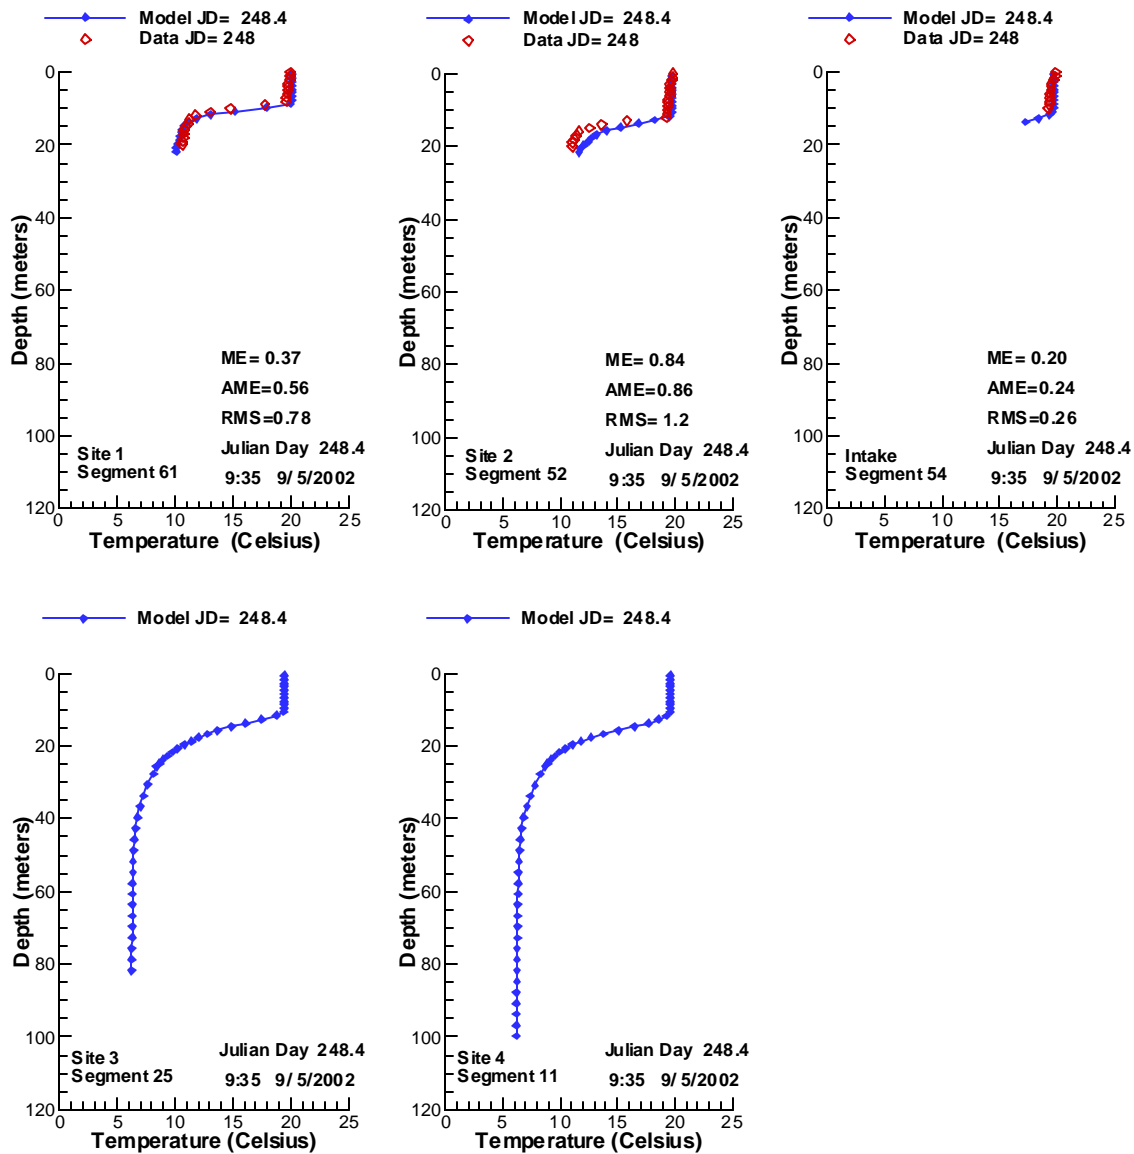 Model JD= 248.4
Data JD= 248
0
20
40
60
80
100
120
Depth (meters)
ME= 0.37
AME=0.56
RMS=0.78
Site 1
Segment 61
Julian Day 248.4
9:35 9/ 5/2002
0 5 10 15 20 25
Temperature (Celsius)
Model JD= 248.4
Data JD= 248
0
20
40
60
80
100
120
Depth (meters)
ME= 0.84
AME=0.86
RMS= 1.2
Site 2
Segment 52
Julian Day 248.4
9:35 9/ 5/2002
0 5 10 15 20 25
Temperature (Celsius)
Model JD= 248.4
Data JD= 248
0
20
40
60
80
100
120
Depth (meters)
ME= 0.20
AME=0.24
RMS=0.26
Intake
Segment 54
Julian Day 248.4
9:35 9/ 5/2002
0 5 10 15 20 25
Temperature (Celsius)
Model JD= 248.4
0
20
40
60
80
100
120
Depth (meters)
Site 3
Segment 25
Julian Day 248.4
9:35 9/ 5/2002
0 5 10 15 20 25
Temperature (Celsius)
Model JD= 248.4
0
20
40
60
80
100
120
Depth (meters)
Site 4
Segment 11
Julian Day 248.4
9:35 9/ 5/2002
0 5 10 15 20 25
Temperature (Celsius)